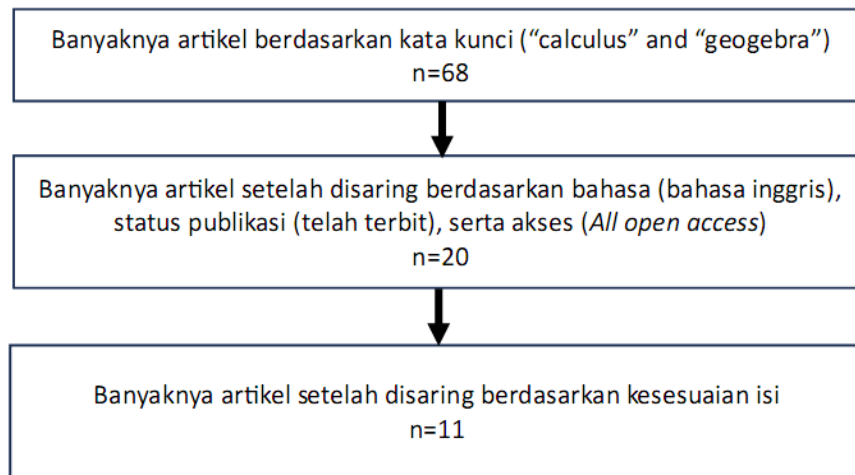 Banyaknya artikel berdasarkan kata kunci (“calculus” and “geogebra”)
n=68
Banyaknya artikel setelah disaring berdasarkan bahasa (bahasa inggris),
status publikasi (telah terbit), serta akses (All open access)
n=20
Banyaknya artikel setelah disaring berdasarkan kesesuaian isi
n=11